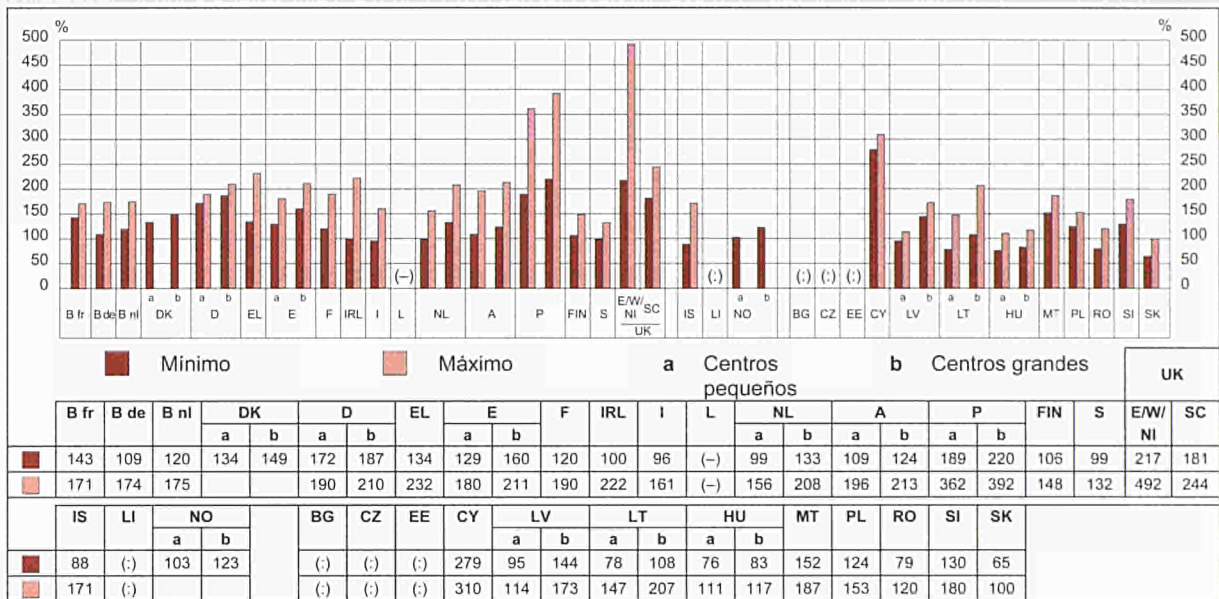 % %
500 500
450 450
400 400
350 350
300 300
250 250
200 200
150 150
100 100
50 50
0 0
(–) (:) (:) (:) (:)
a b a b a b a b a b a b a b
B fr B de B nl DK D EL E F IRL I L NL A P FIN S E/W/ NI SC IS LI NO BG CZ EE CY LV LT HU MT PL RO SI SK
UK
Mínimo Máximo a Centros pequeños b Centros grandes
UK
B fr B de B nl DK D EL E F IRL I L NL A P FIN S E/W/ NI SC
a b a b a b a b a b a b
143 109 120 134 149 172 187 134 129 160 120 100 96 (–) 99 133 109 124 189 220 106 99 217 181
171 174 175 190 210 232 180 211 190 222 161 (–) 156 208 196 213 362 392 148 132 492 244
IS LI NO BG CZ EE CY LV LT HU MT PL RO SI SK
a b a b a b a b
88 (:) 103 123 (:) (:) (:) 279 95 144 78 108 76 83 152 124 79 130 65
171 (:) (:) (:) (:) 310 114 173 147 207 111 117 187 153 120 180 100